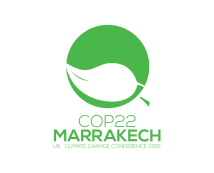 COP22
MARRAKECH
UN CLIMATE CHANGE CONFERENCE 2016